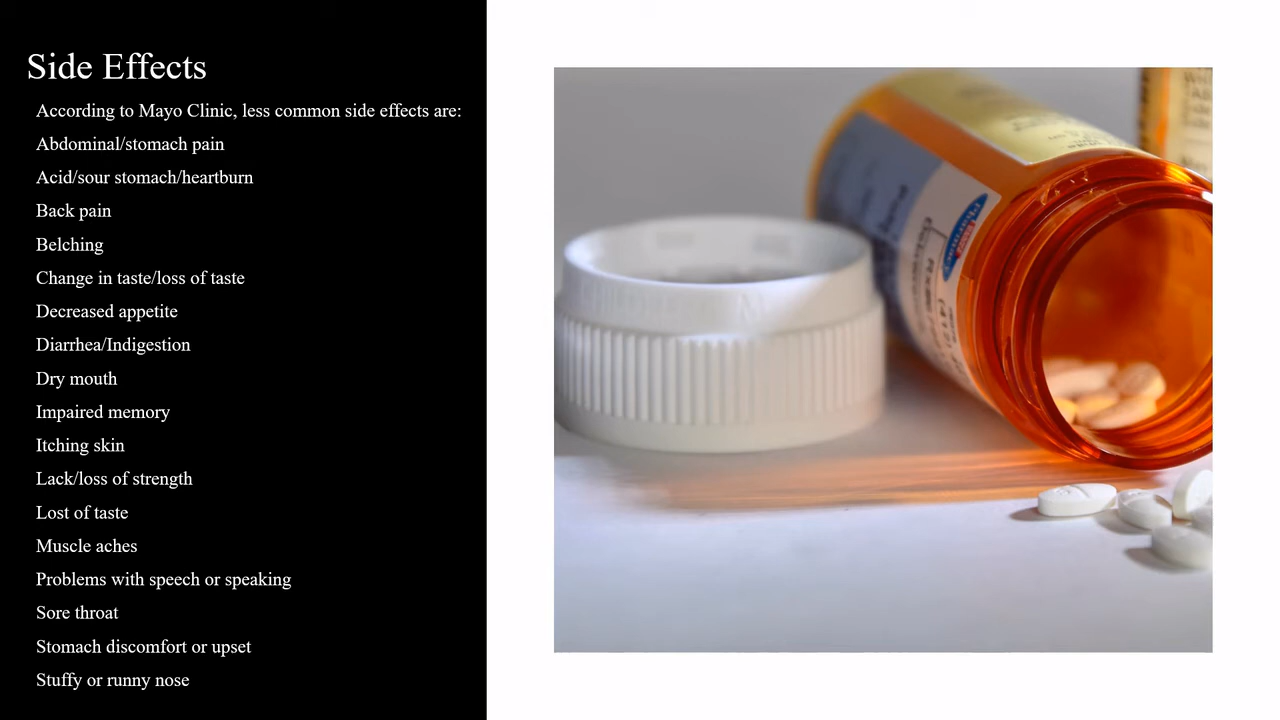 Side Effects
According to Mayo Clinic, less common side effects are:
Abdominal/stomach pain
Acid/sour stomach/heartburn
Back pain
Belching
Change in taste/loss of taste
Decreased appetite
Diarrhea/Indigestion
Dry mouth
Impaired memory
Itching skin
Lack/loss of strength
Lost of taste
Muscle aches
Problems with speech or speaking
Sore throat
Stomach discomfort or upset
Stuffy or runny nose
Pharmacy